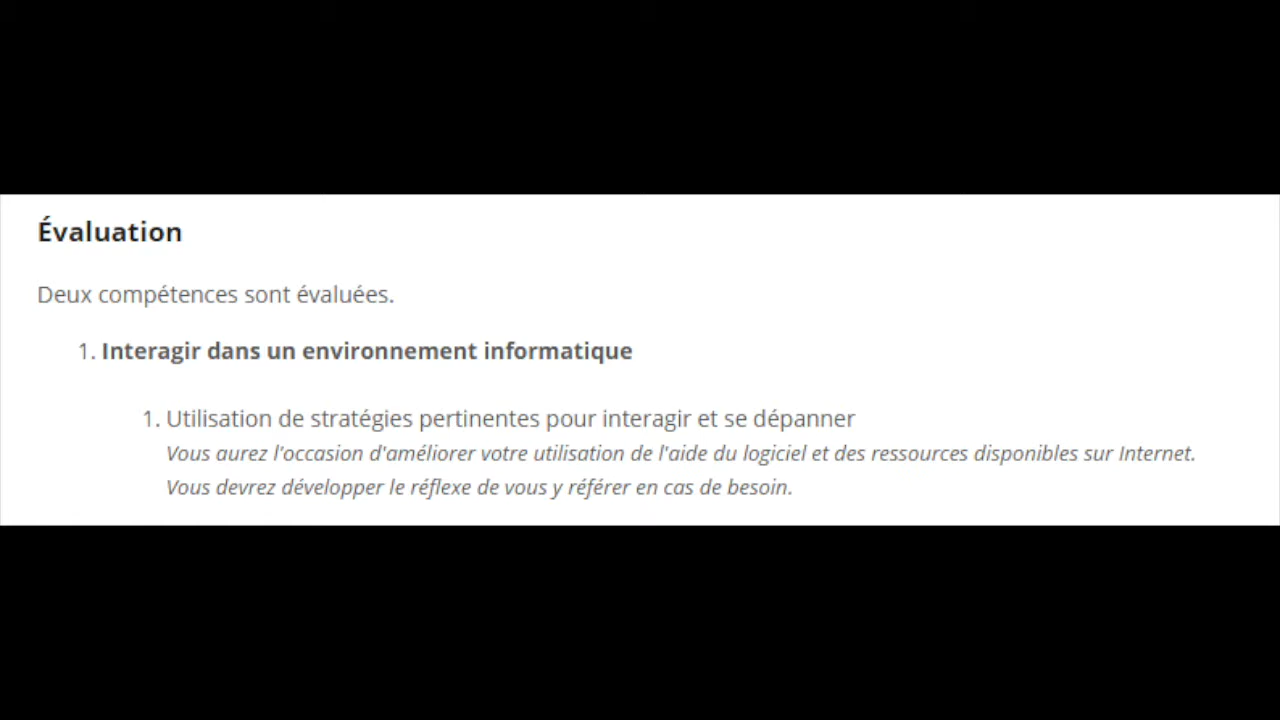 Évaluation
Deux compétences sont évaluées.
1. Interagir dans un environnement informatique
1. Utilisation de stratégies pertinentes pour interagir et se dépanner
Vous aurez l'occasion d'améliorer votre utilisation de l'aide du logiciel et des ressources disponibles sur Internet.
Vous devrez développer le réflexe de vous y référer en cas de besoin.